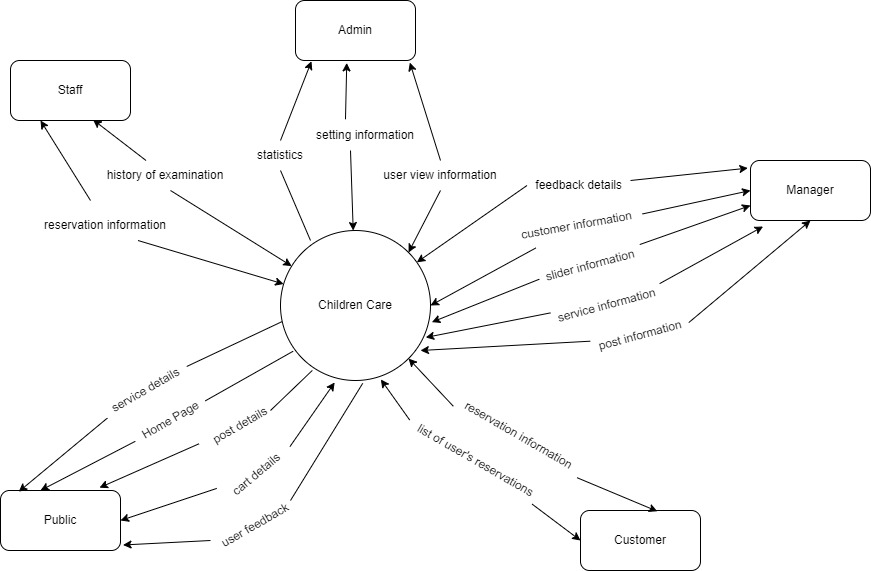 Admin
Staff
setting information
statistics
history of examination
user view information
feedback details
Manager
reservation information
customer information
slider information
Children Care
service information
post information
service details
Home Page
post details
reservation information
list of user's reservations
cart details
user feedback
Public
Customer